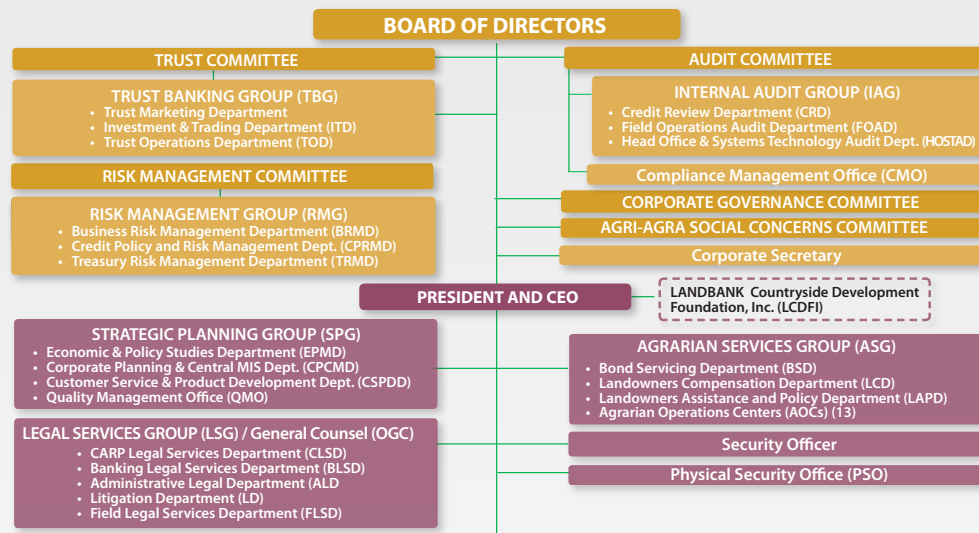 BOARD OF DIRECTORS
TRUST COMMITTEE
TRUST BANKING GROUP (TBG)
• Trust Marketing Department
• Investment & Trading Department (ITD)
• Trust Operations Department (TOD)
RISK MANAGEMENT COMMITTEE
RISK MANAGEMENT GROUP (RMG)
• Business Risk Management Department (BRMD)
• Credit Policy and Risk Management Dept. (CPRMD)
• Treasury Risk Management Department (TRMD)
AUDIT COMMITTEE
INTERNAL AUDIT GROUP (IAG)
• Credit Review Department (CRD)
• Field Operations Audit Department (FOAD)
• Head Office & Systems Technology Audit Dept. (HOSTAD)
Compliance Management Office (CMO)
CORPORATE GOVERNANCE COMMITTEE
AGRI-AGRA SOCIAL CONCERNS COMMITTEE
Corporate Secretary
PRESIDENT AND CEO
LANDBANK Countryside Development
Foundation, Inc. (LCDFI)
STRATEGIC PLANNING GROUP (SPG)
• Economic & Policy Studies Department (EPMD)
• Corporate Planning & Central MIS Dept. (CPCMD)
• Customer Service & Product Development Dept. (CSPDD)
• Quality Management Office (QMO)
LEGAL SERVICES GROUP (LSG) / General Counsel (OGC)
• CARP Legal Services Department (CLSD)
• Banking Legal Services Department (BLSD)
• Administrative Legal Department (ALD
• Litigation Department (LD)
• Field Legal Services Department (FLSD)
AGRARIAN SERVICES GROUP (ASG)
• Bond Servicing Department (BSD)
• Landowners Compensation Department (LCD)
• Landowners Assistance and Policy Department (LAPD)
• Agrarian Operations Centers (AOCs) (13)
Security Officer
Physical Security Office (PSO)